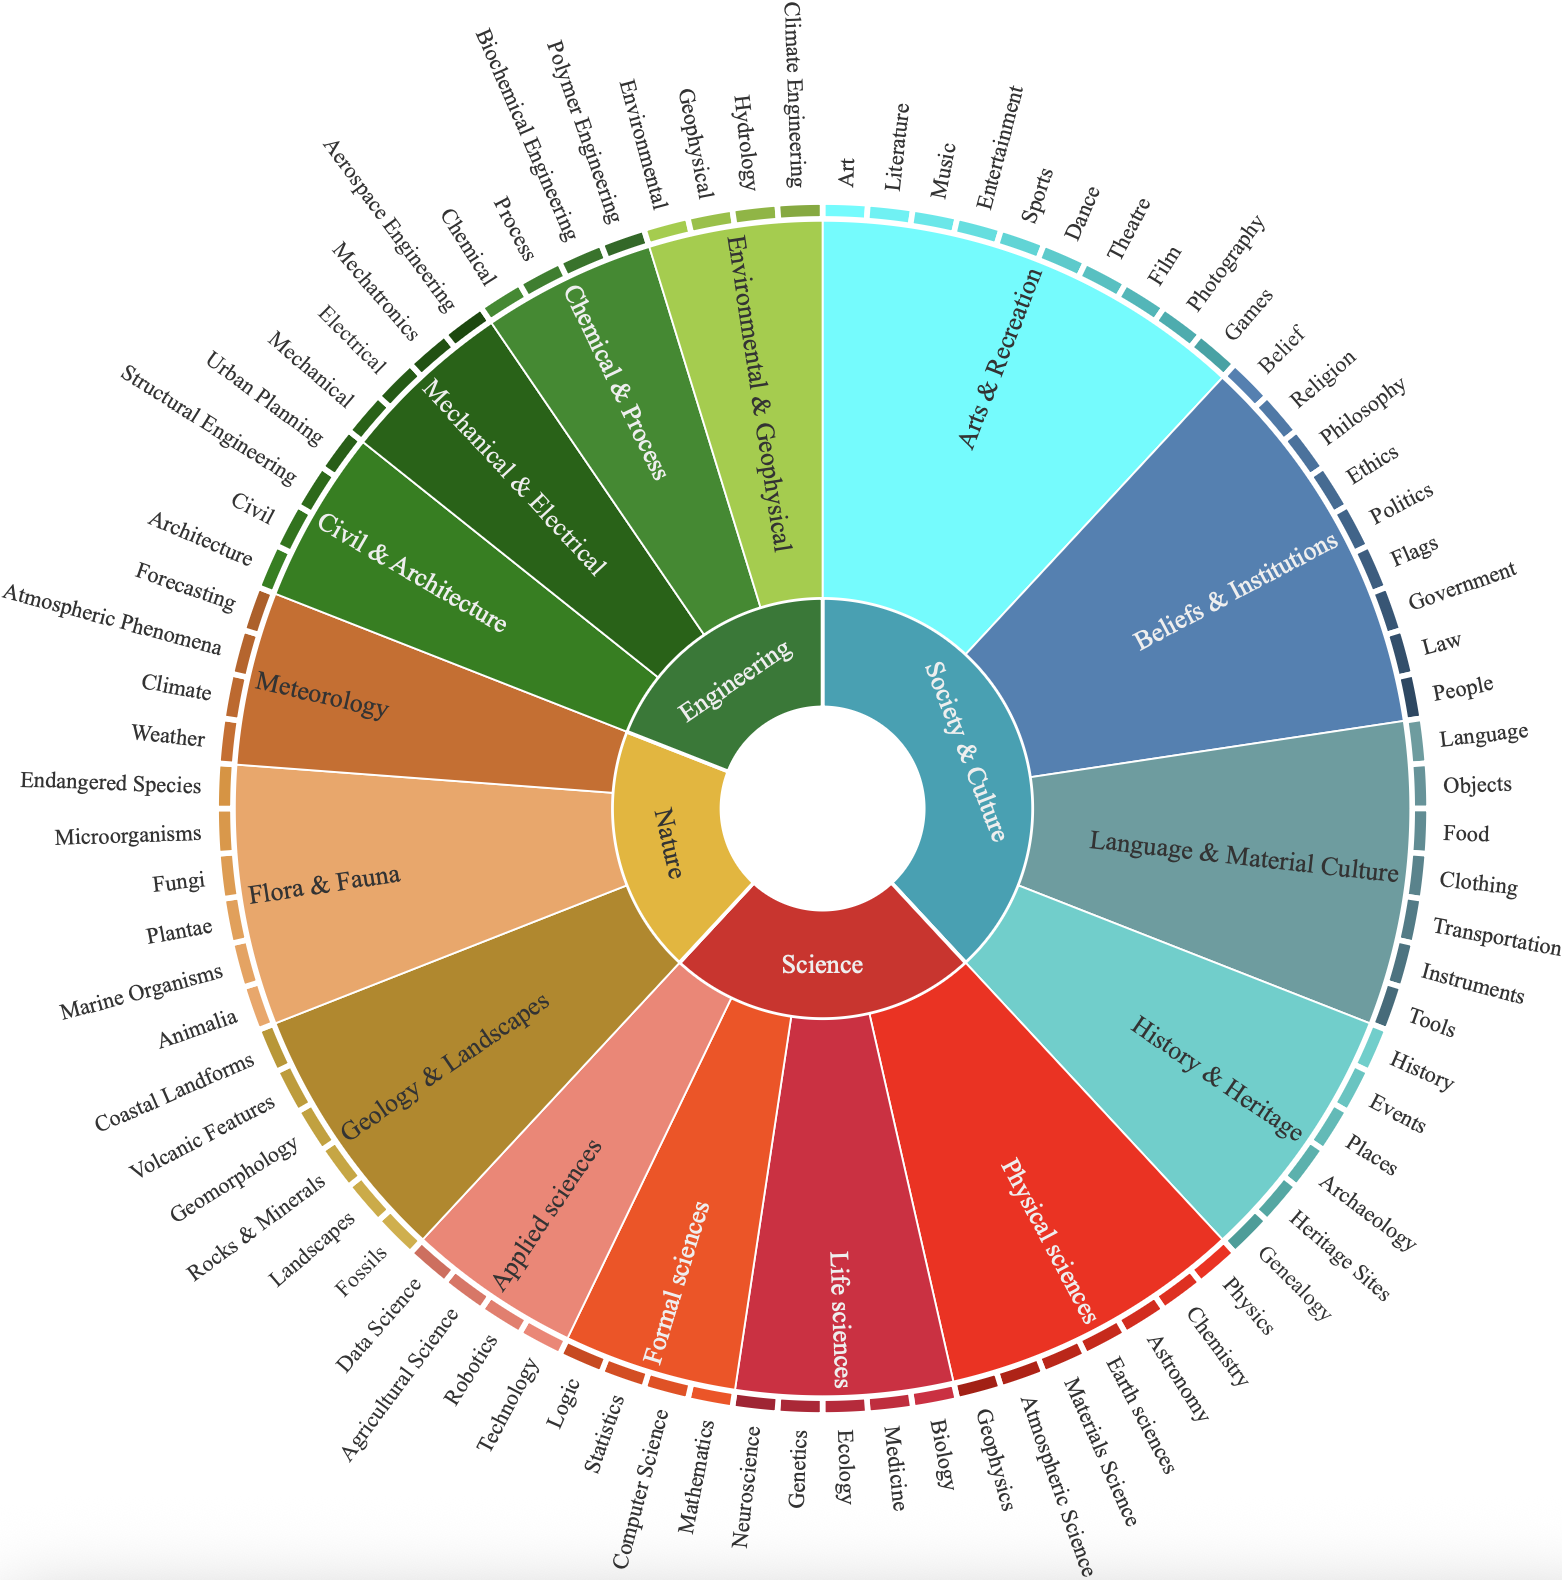 Society & Culture
Science
Nature
Engineering
Arts & Recreation
Beliefs & Institutions
Language & Material Culture
History & Heritage
Physical sciences
Life sciences
Formal sciences
Applied sciences
Geology & Landscapes
Flora & Fauna
Meteorology
Civil & Architecture
Mechanical & Electrical
Chemical & Process
Environmental & Geophysical
Art
Literature
Music
Entertainment
Sports
Dance
Theatre
Film
Photography
Games
Belief
Religion
Philosophy
Ethics
Politics
Flags
Government
Law
People
Language
Objects
Food
Clothing
Transportation
Instruments
Tools
History
Events
Places
Archaeology
Heritage Sites
Genealogy
Physics
Chemistry
Astronomy
Earth sciences
Materials Science
Atmospheric Science
Geophysics
Biology
Medicine
Ecology
Genetics
Neuroscience
Mathematics
Computer Science
Statistics
Logic
Technology
Robotics
Agricultural Science
Data Science
Fossils
Landscapes
Rocks & Minerals
Geomorphology
Volcanic Features
Coastal Landforms
Animalia
Marine Organisms
Plantae
Fungi
Microorganisms
Endangered Species
Weather
Climate
Atmospheric Phenomena
Forecasting
Architecture
Civil
Structural Engineering
Urban Planning
Mechanical
Electrical
Mechatronics
Aerospace Engineering
Chemical
Process
Biochemical Engineering
Polymer Engineering
Environmental
Geophysical
Hydrology
Climate Engineering